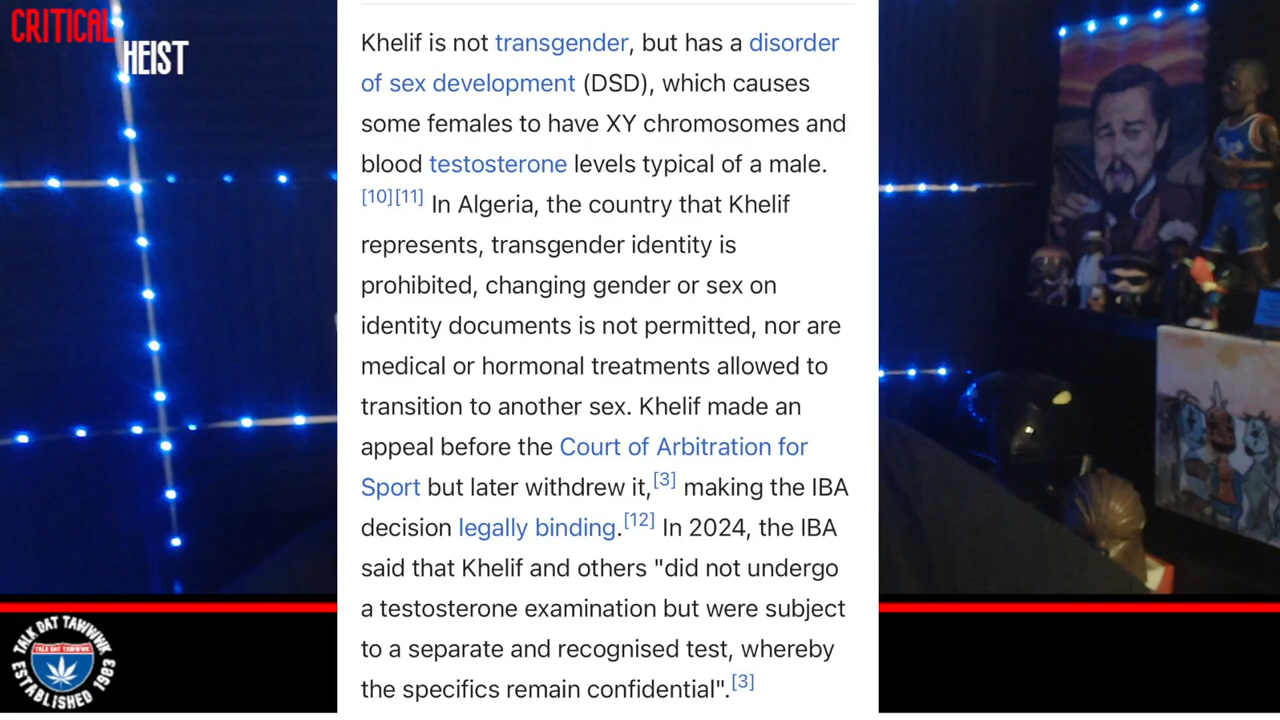 CRITICAL
HEIST
Khelif is not transgender, but has a disorder
of sex development (DSD), which causes
some females to have XY chromosomes and
blood testosterone levels typical of a male.
[10][11] In Algeria, the country that Khelif
represents, transgender identity is
prohibited, changing gender or sex on
identity documents is not permitted, nor are
medical or hormonal treatments allowed to
transition to another sex. Khelif made an
appeal before the Court of Arbitration for
Sport but later withdrew it,[3] making the IBA
decision legally binding.[12] In 2024, the IBA
said that Khelif and others "did not undergo
a testosterone examination but were subject
to a separate and recognised test, whereby
the specifics remain confidential".[3]
TALK DAT TAWWWK
TALK DAT TAWWWK
ESTABLISHED 1983